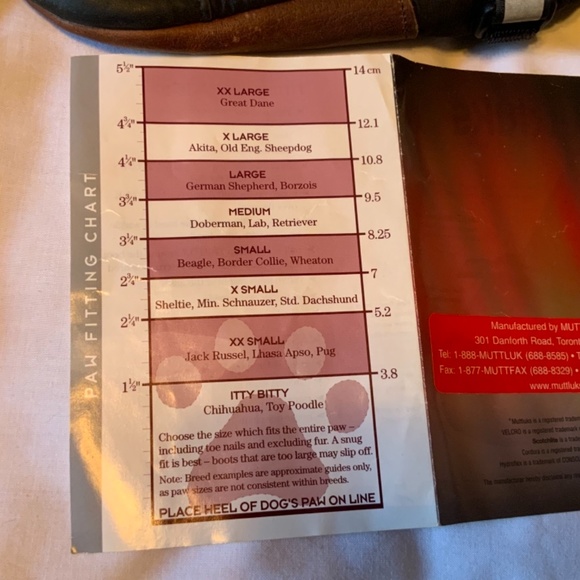 PAW FITTING CHART
5½" 14 cm
XX LARGE
Great Dane
4¾" 12.1
X LARGE
Akita, Old Eng. Sheepdog
4¼" 10.8
LARGE
German Shepherd, Borzois
3¾" 9.5
MEDIUM
Doberman, Lab, Retriever
3¼" 8.25
SMALL
Beagle, Border Collie, Wheaton
2¾" 7
X SMALL
Sheltie, Min. Schnauzer, Std. Dachshund
2¼" 5.2
XX SMALL
Jack Russel, Lhasa Apso, Pug
1½" 3.8
ITTY BITTY
Chihuahua, Toy Poodle
Choose the size which fits the entire paw –
including toe nails and excluding fur. A snug
fit is best – boots that are too large may slip off.
Note: Breed examples are approximate guides only,
as paw sizes are not consistent within breeds.
PLACE HEEL OF DOG'S PAW ON LINE
Manufactured by MUT
301 Danforth Road, Toront
Tel: 1-888-MUTTLUK (688-8585) •
Fax: 1-877-MUTTFAX (688-8329) •
www.muttluk